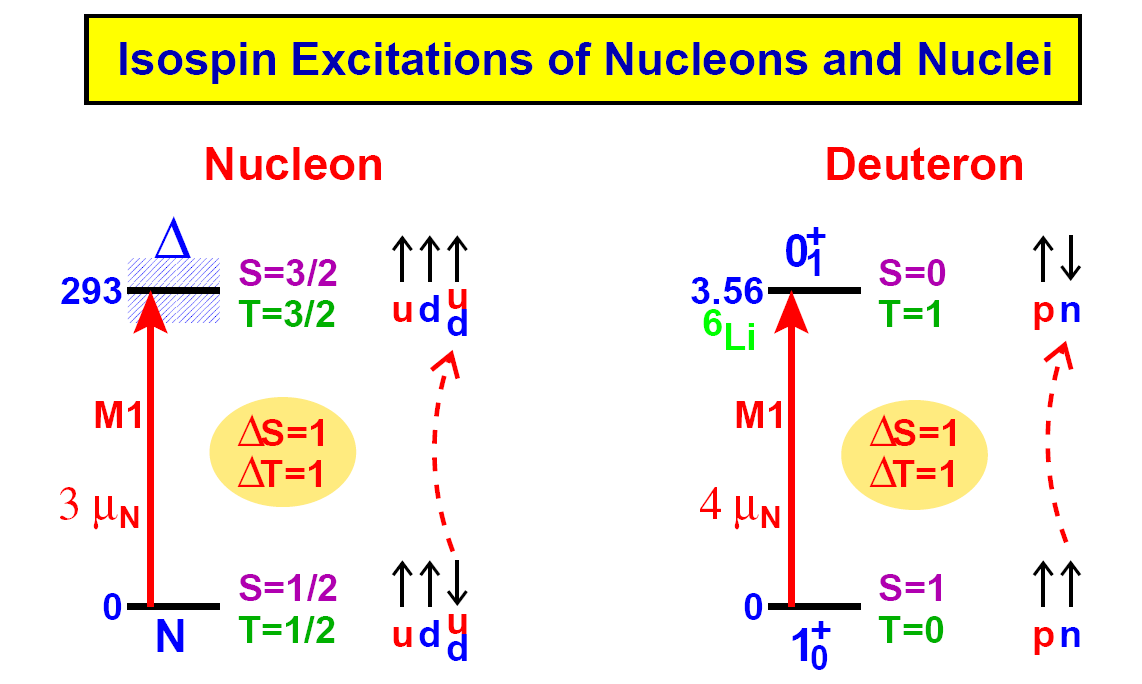 Isospin Excitations of Nucleons and Nuclei
Nucleon
Deuteron
Δ
293
S=3/2
T=3/2
↑↑↑
u d u
d
M1
ΔS=1
ΔT=1
3 μN
0
N
S=1/2
T=1/2
↑↑↓
u d u
d
0+1
3.56
6Li
S=0
T=1
↑↓
p n
M1
ΔS=1
ΔT=1
4 μN
0
1+0
S=1
T=0
↑↑
p n